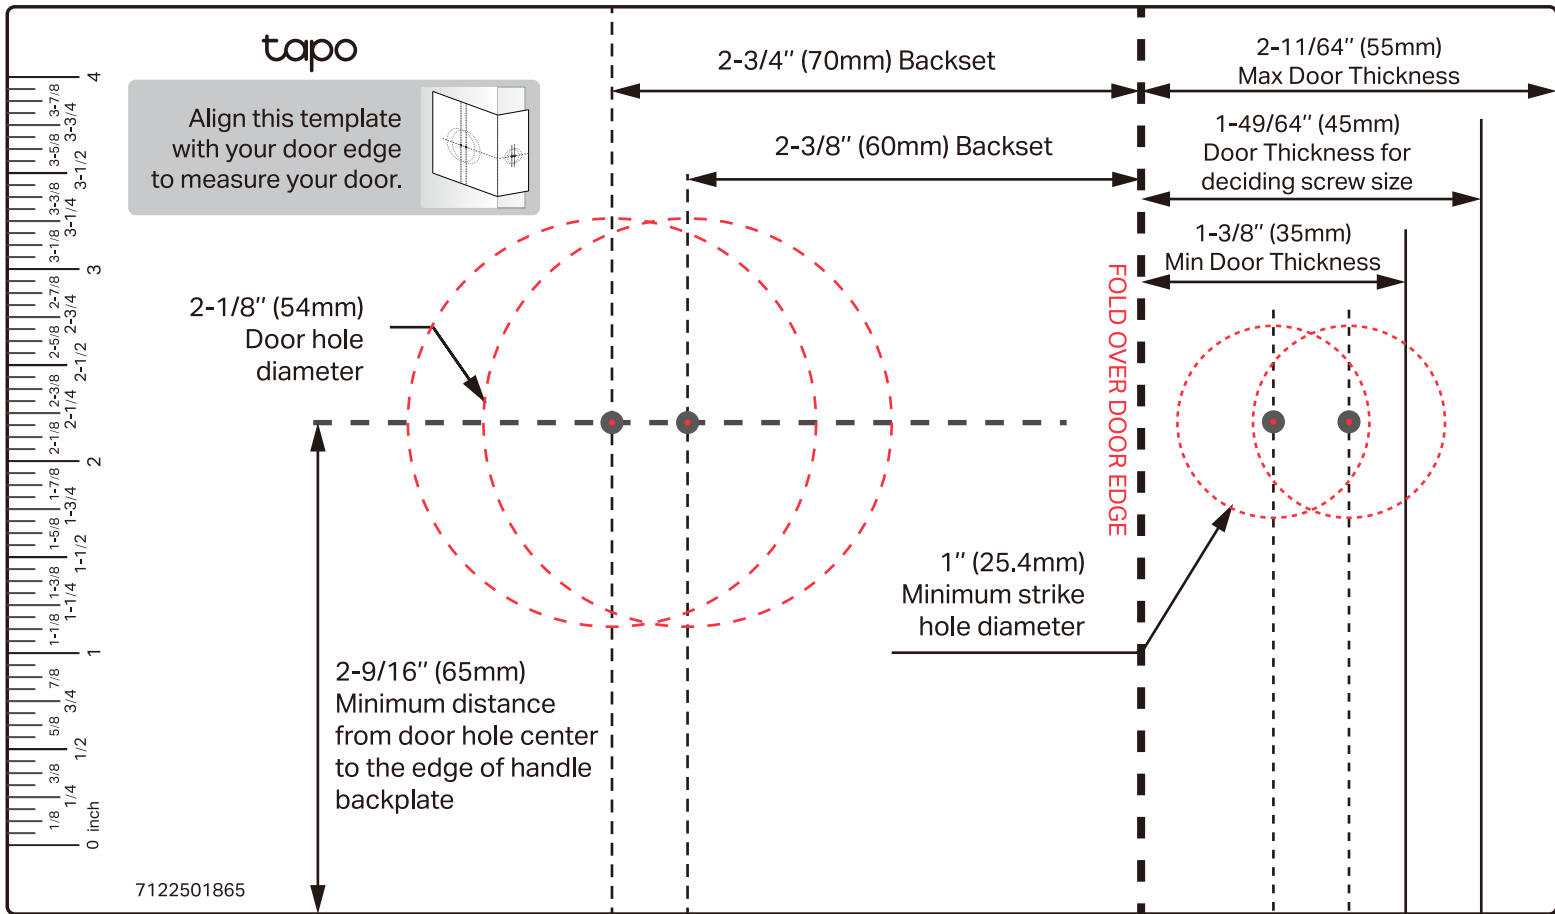 tapo
Align this template
with your door edge
to measure your door.
2-3/4" (70mm) Backset
2-3/8" (60mm) Backset
2-11/64" (55mm)
Max Door Thickness
1-49/64" (45mm)
Door Thickness for
deciding screw size
1-3/8" (35mm)
Min Door Thickness
2-1/8" (54mm)
Door hole
diameter
FOLD OVER DOOR EDGE
1" (25.4mm)
Minimum strike
hole diameter
2-9/16" (65mm)
Minimum distance
from door hole center
to the edge of handle
backplate
4
3-7/8
3-3/4
3-5/8
3-1/2
3-3/8
3-1/4
3-1/8
3
2-7/8
2-3/4
2-5/8
2-1/2
2-3/8
2-1/4
2-1/8
2
1-7/8
1-3/4
1-5/8
1-1/2
1-3/8
1-1/4
1-1/8
1
7/8
3/4
5/8
1/2
3/8
1/4
1/8
0 inch
7122501865